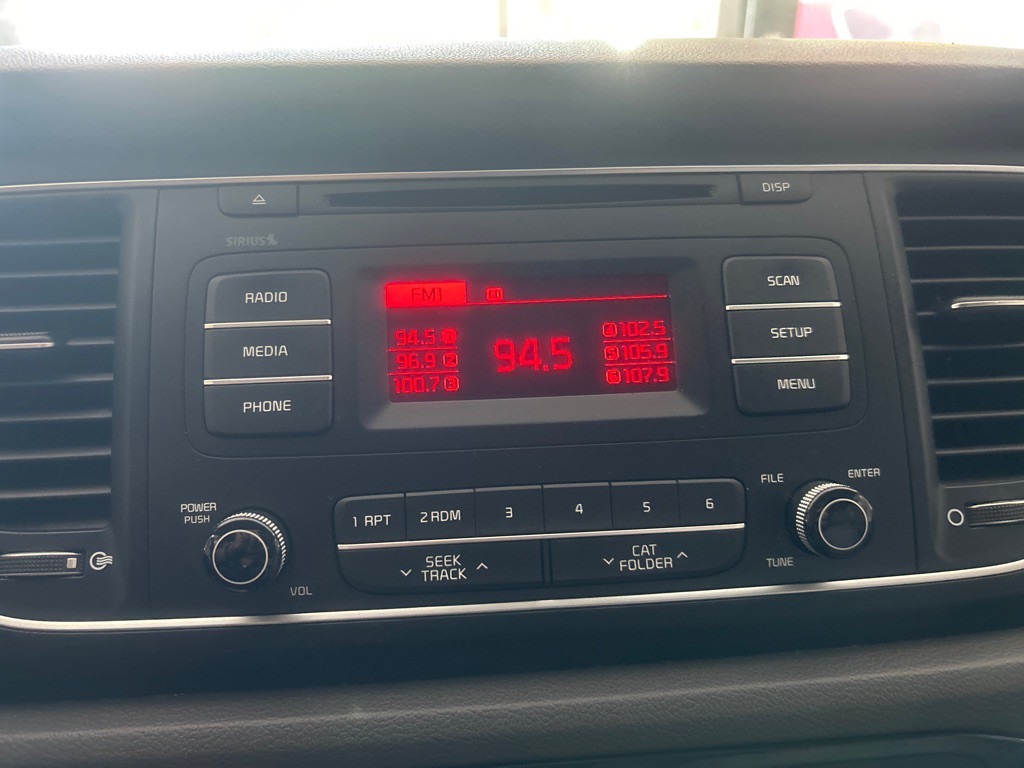 DISP
SIRIUS
RADIO
MEDIA
PHONE
FM1
94.5 1
96.9 2
100.7 3
94.5
4 102.5
5 105.9
6 107.9
SCAN
SETUP
MENU
POWER
PUSH
VOL
1 RPT
2 RDM
3
4
5
6
SEEK
TRACK
CAT
FOLDER
FILE
ENTER
TUNE